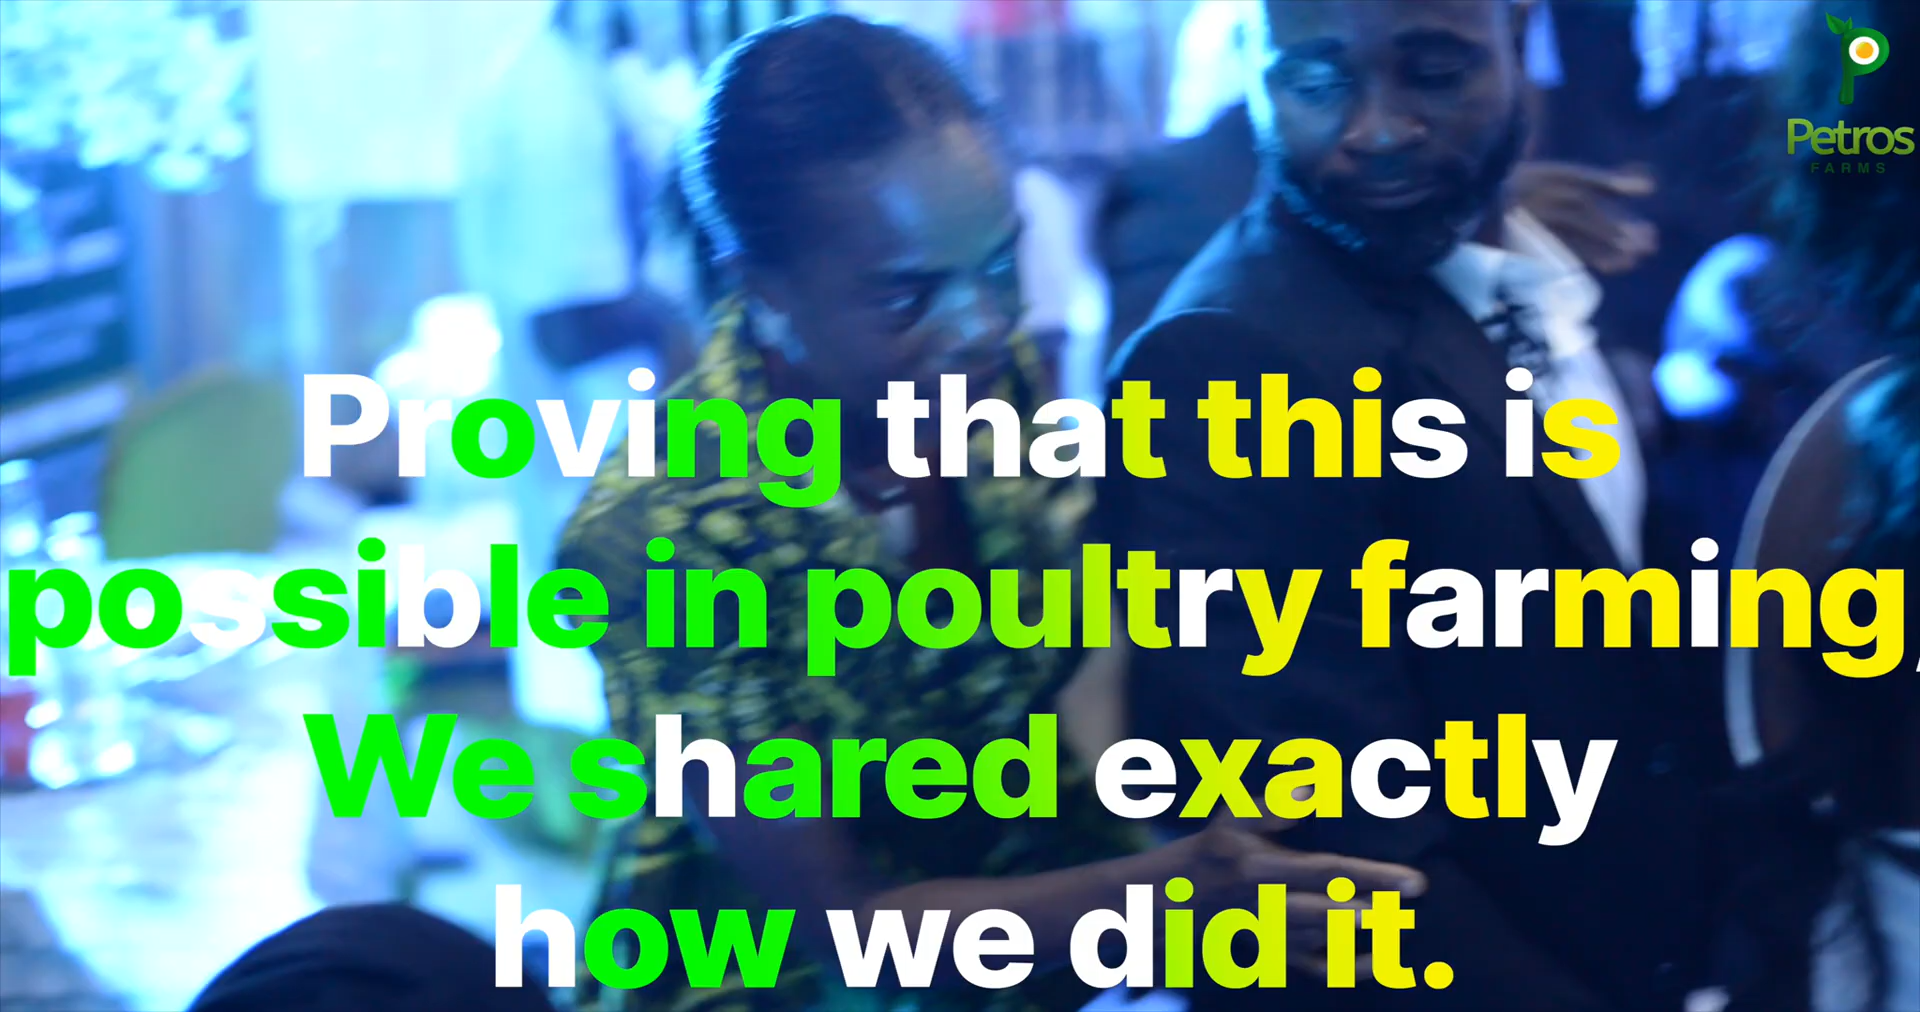 Petros
FARMS
Proving that this is
possible in poultry farming,
We shared exactly
how we did it.